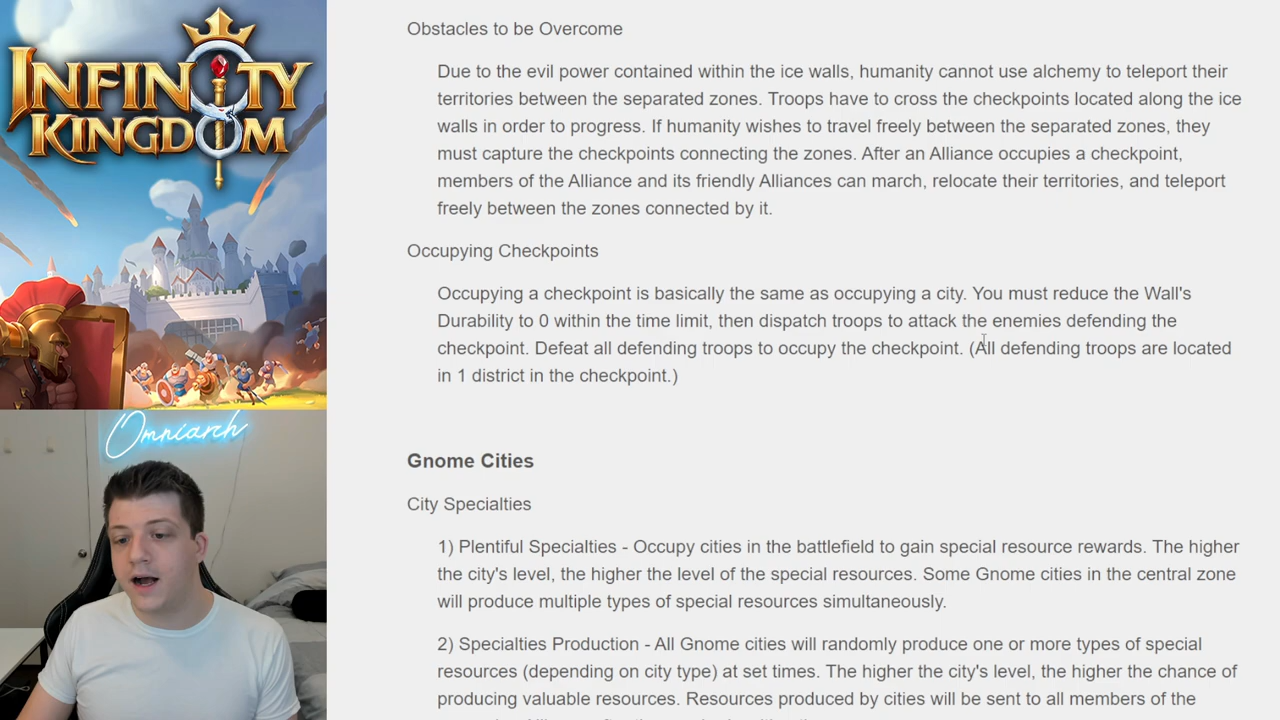 INFINITY
KINGDOM
Omniarch
Obstacles to be Overcome
Due to the evil power contained within the ice walls, humanity cannot use alchemy to teleport their
territories between the separated zones. Troops have to cross the checkpoints located along the ice
walls in order to progress. If humanity wishes to travel freely between the separated zones, they
must capture the checkpoints connecting the zones. After an Alliance occupies a checkpoint,
members of the Alliance and its friendly Alliances can march, relocate their territories, and teleport
freely between the zones connected by it.
Occupying Checkpoints
Occupying a checkpoint is basically the same as occupying a city. You must reduce the Wall's
Durability to 0 within the time limit, then dispatch troops to attack the enemies defending the
checkpoint. Defeat all defending troops to occupy the checkpoint. (All defending troops are located
in 1 district in the checkpoint.)
Gnome Cities
City Specialties
1) Plentiful Specialties - Occupy cities in the battlefield to gain special resource rewards. The higher
the city's level, the higher the level of the special resources. Some Gnome cities in the central zone
will produce multiple types of special resources simultaneously.
2) Specialties Production - All Gnome cities will randomly produce one or more types of special
resources (depending on city type) at set times. The higher the city's level, the higher the chance of
producing valuable resources. Resources produced by cities will be sent to all members of the